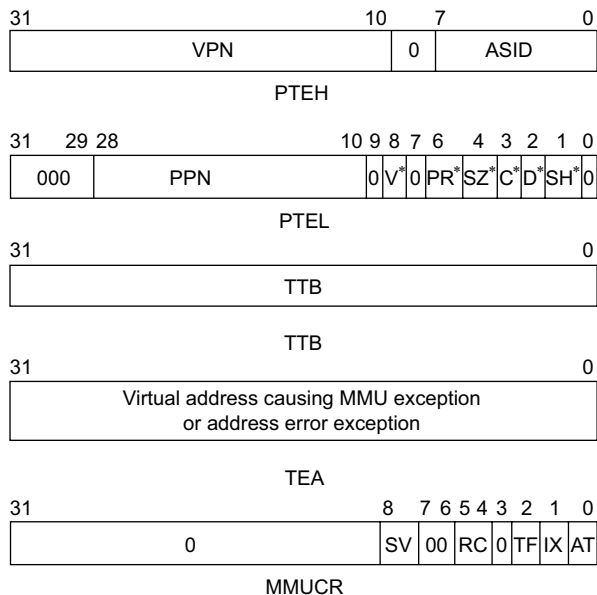 31 10 7 0
VPN 0 ASID
PTEH
31 29 28 10 9 8 7 6 4 3 2 1 0
000 PPN 0 V* 0 PR* SZ* C* D* SH* 0
PTEL
31 0
TTB
TTB
31 0
Virtual address causing MMU exception
or address error exception
TEA
31 8 7 6 5 4 3 2 1 0
0 SV 00 RC 0 TF IX AT
MMUCR